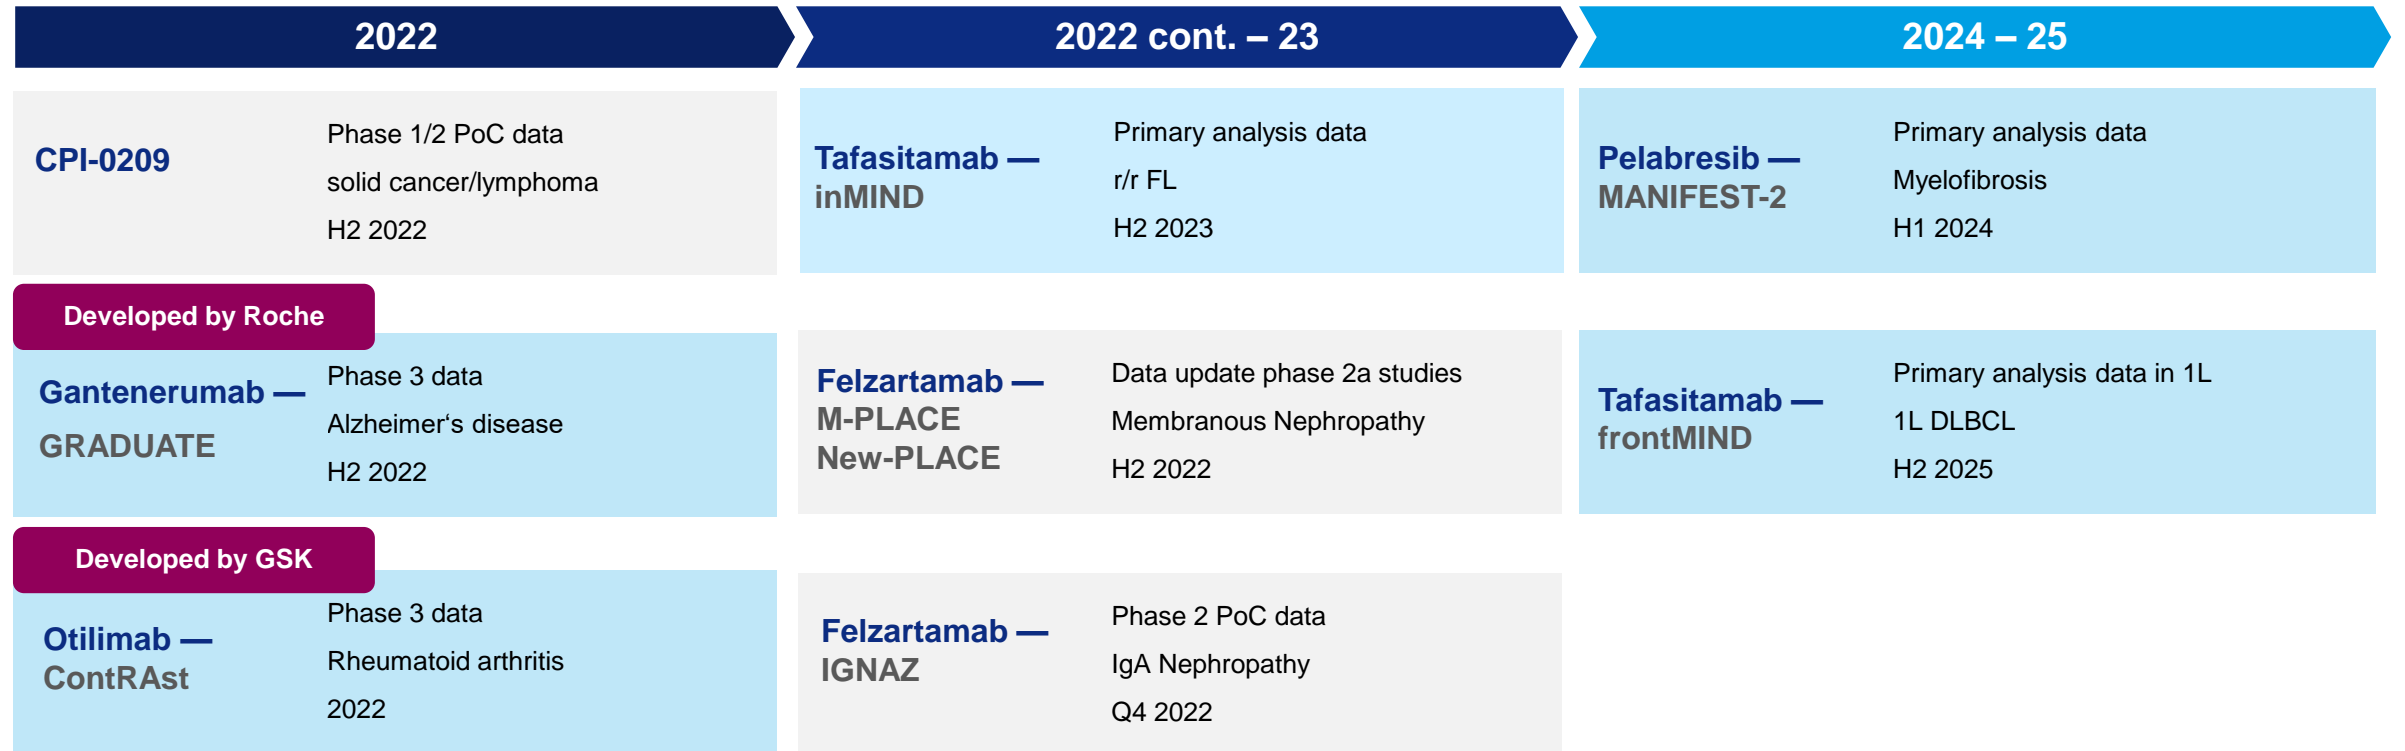 2022
2022 cont. – 23
2024 – 25
CPI-0209
Phase 1/2 PoC data
solid cancer/lymphoma
H2 2022
Developed by Roche
Gantenerumab —
GRADUATE
Phase 3 data
Alzheimer‘s disease
H2 2022
Developed by GSK
Otilimab —
ContRAst
Phase 3 data
Rheumatoid arthritis
2022
Tafasitamab —
inMIND
Primary analysis data
r/r FL
H2 2023
Felzartamab —
M-PLACE
New-PLACE
Data update phase 2a studies
Membranous Nephropathy
H2 2022
Felzartamab —
IGNAZ
Phase 2 PoC data
IgA Nephropathy
Q4 2022
Pelabresib —
MANIFEST-2
Primary analysis data
Myelofibrosis
H1 2024
Tafasitamab —
frontMIND
Primary analysis data in 1L
1L DLBCL
H2 2025